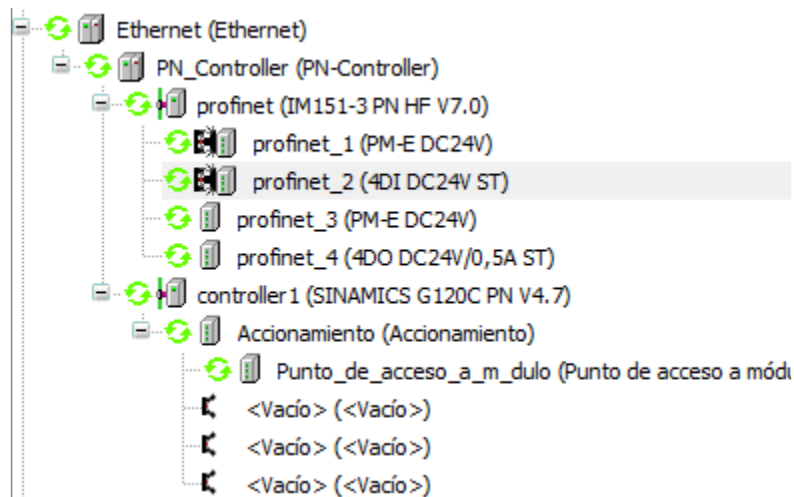 Ethernet (Ethernet)
PN_Controller (PN-Controller)
profinet (IM151-3 PN HF V7.0)
profinet_1 (PM-E DC24V)
profinet_2 (4DI DC24V ST)
profinet_3 (PM-E DC24V)
profinet_4 (4DO DC24V/0,5A ST)
controller1 (SINAMICS G120C PN V4.7)
Accionamiento (Accionamiento)
Punto_de_acceso_a_m_dulo (Punto de acceso a módu
<Vacío> (<Vacío>)
<Vacío> (<Vacío>)
<Vacío> (<Vacío>)